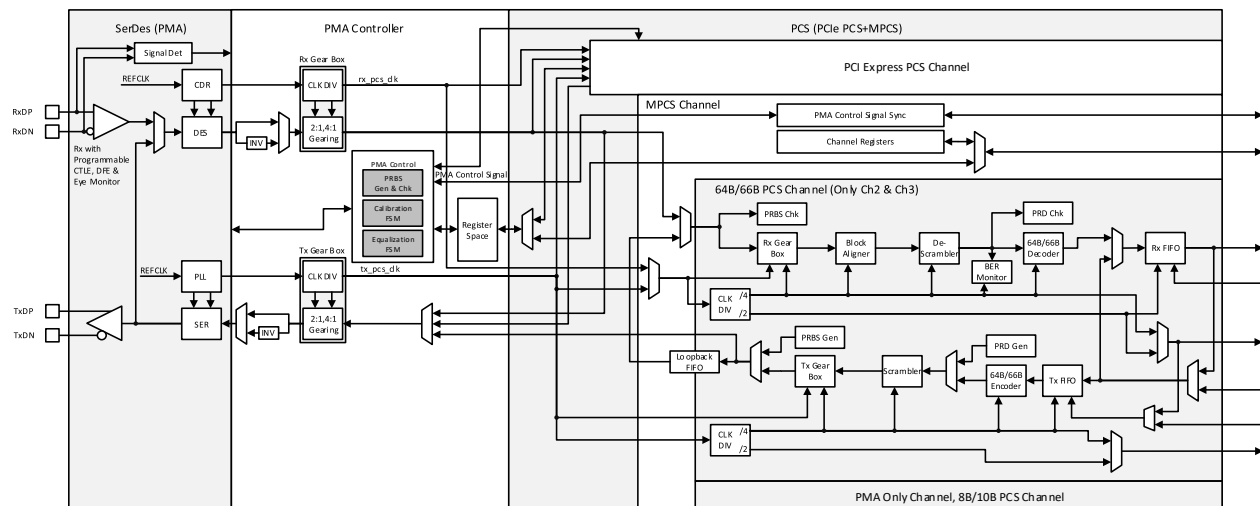 SerDes (PMA)
PMA Controller
PCS (PCIe PCS+MPCS)
Signal Det
Rx Gear Box
REFCLK
CDR
CLK DIV
rx_pcs_clk
PCI Express PCS Channel
RxDP
RxDN
DES
INV
2:1,4:1
Gearing
MPCS Channel
PMA Control Signal Sync
Channel Registers
Rx with
Programmable
CTLE, DFE &
Eye Monitor
PMA Control
PMA Control Signal
PRBS
Gen & Chk
Calibration
FSM
Equalization
FSM
Register
Space
64B/66B PCS Channel (Only Ch2 & Ch3)
PRBS Chk
PRD Chk
Rx Gear
Box
Block
Aligner
De-
Scrambler
64B/66B
Decoder
Rx FIFO
BER
Monitor
CLK
DIV
/4
/2
Tx Gear Box
REFCLK
PLL
CLK DIV
tx_pcs_clk
TxDP
TxDN
SER
INV
2:1,4:1
Gearing
Loopback
FIFO
PRBS Gen
PRD Gen
Tx Gear
Box
Scrambler
64B/66B
Encoder
Tx FIFO
CLK
DIV
/4
/2
PMA Only Channel, 8B/10B PCS Channel